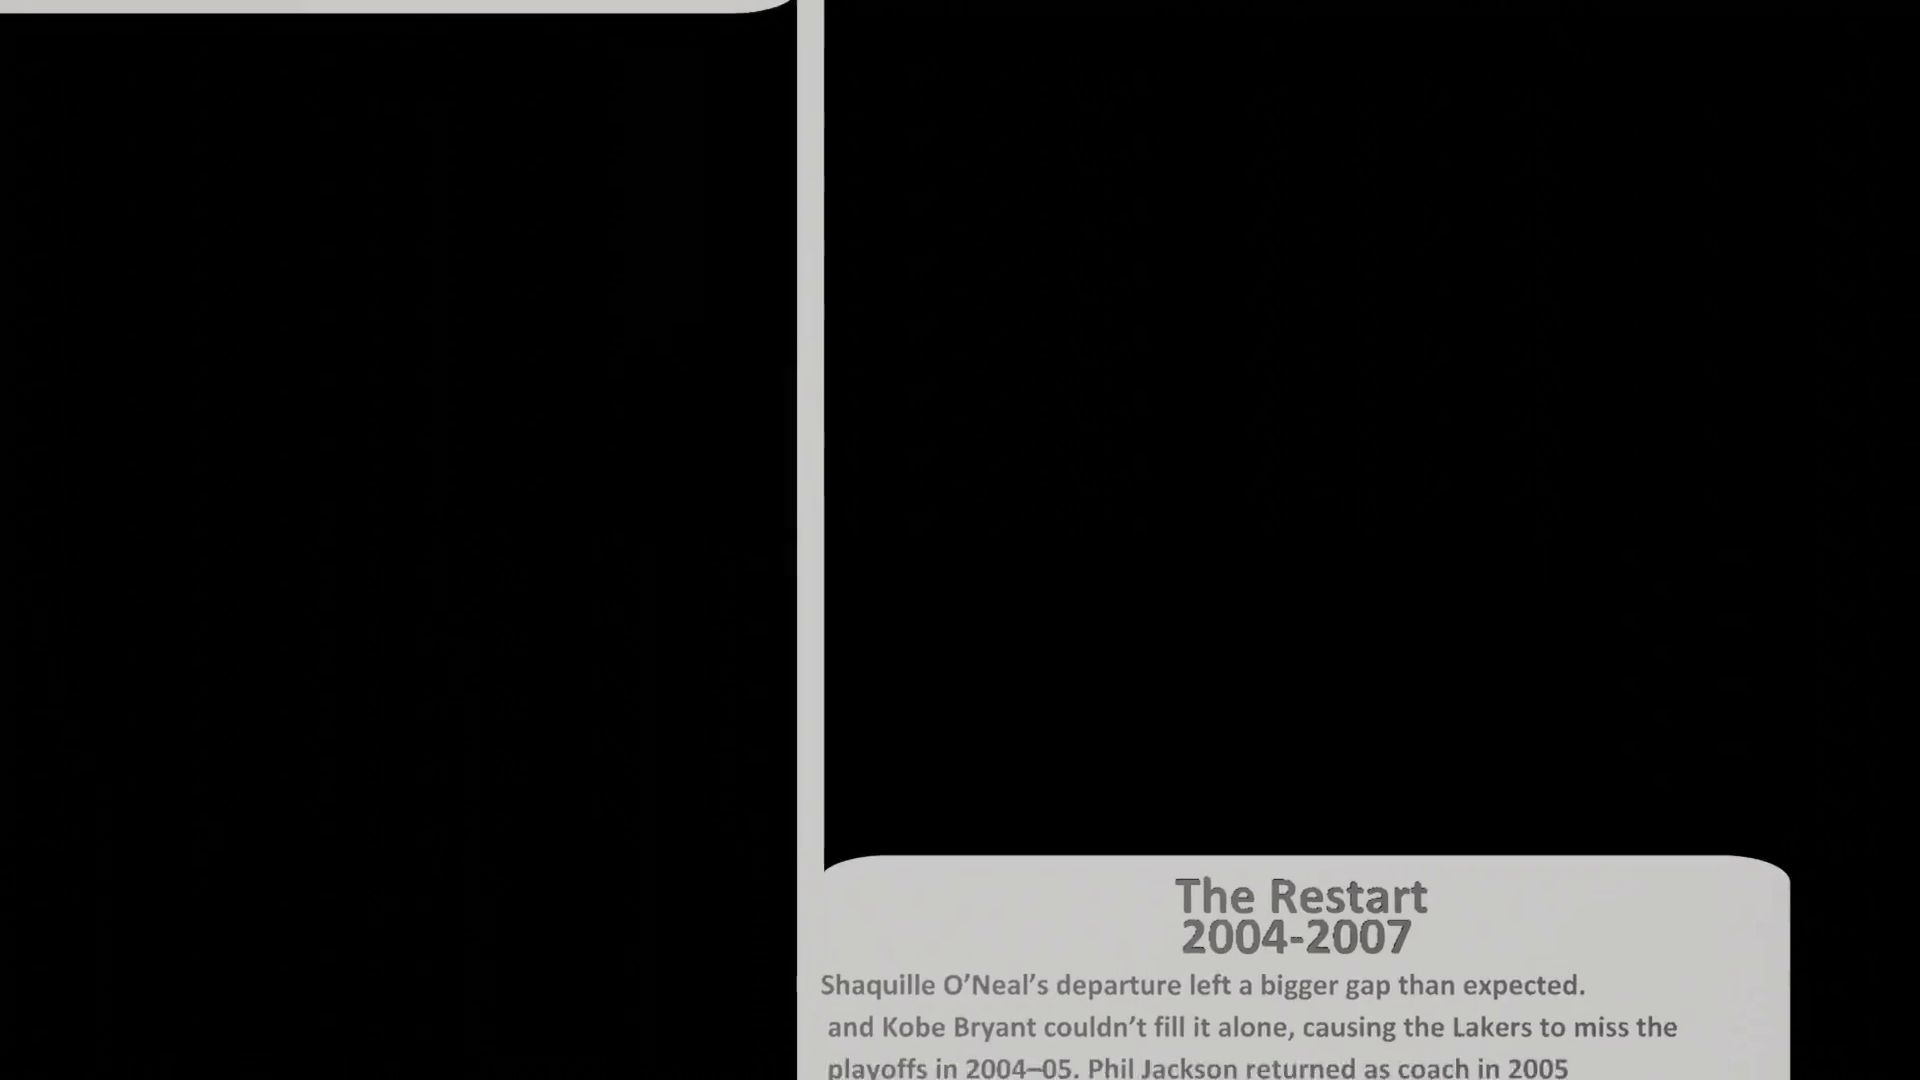 The Restart
2004-2007
Shaquille O’Neal’s departure left a bigger gap than expected.
and Kobe Bryant couldn’t fill it alone, causing the Lakers to miss the
playoffs in 2004–05. Phil Jackson returned as coach in 2005